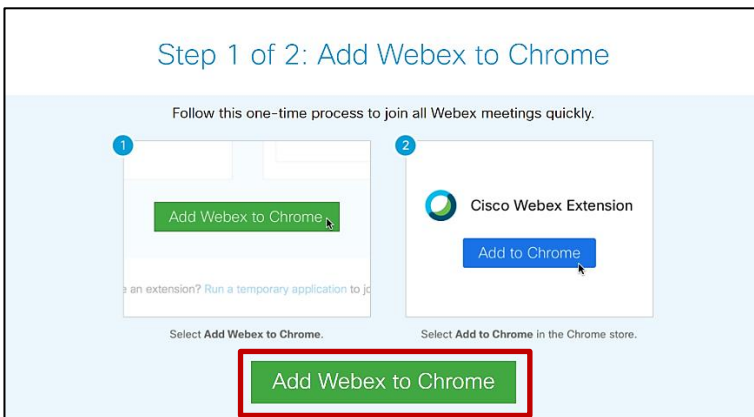 Step 1 of 2: Add Webex to Chrome
Follow this one-time process to join all Webex meetings quickly.
1
Add Webex to Chrome
an extension? Run a temporary application to
Select Add Webex to Chrome.
2
Cisco Webex Extension
Add to Chrome
Select Add to Chrome in the Chrome store.
Add Webex to Chrome